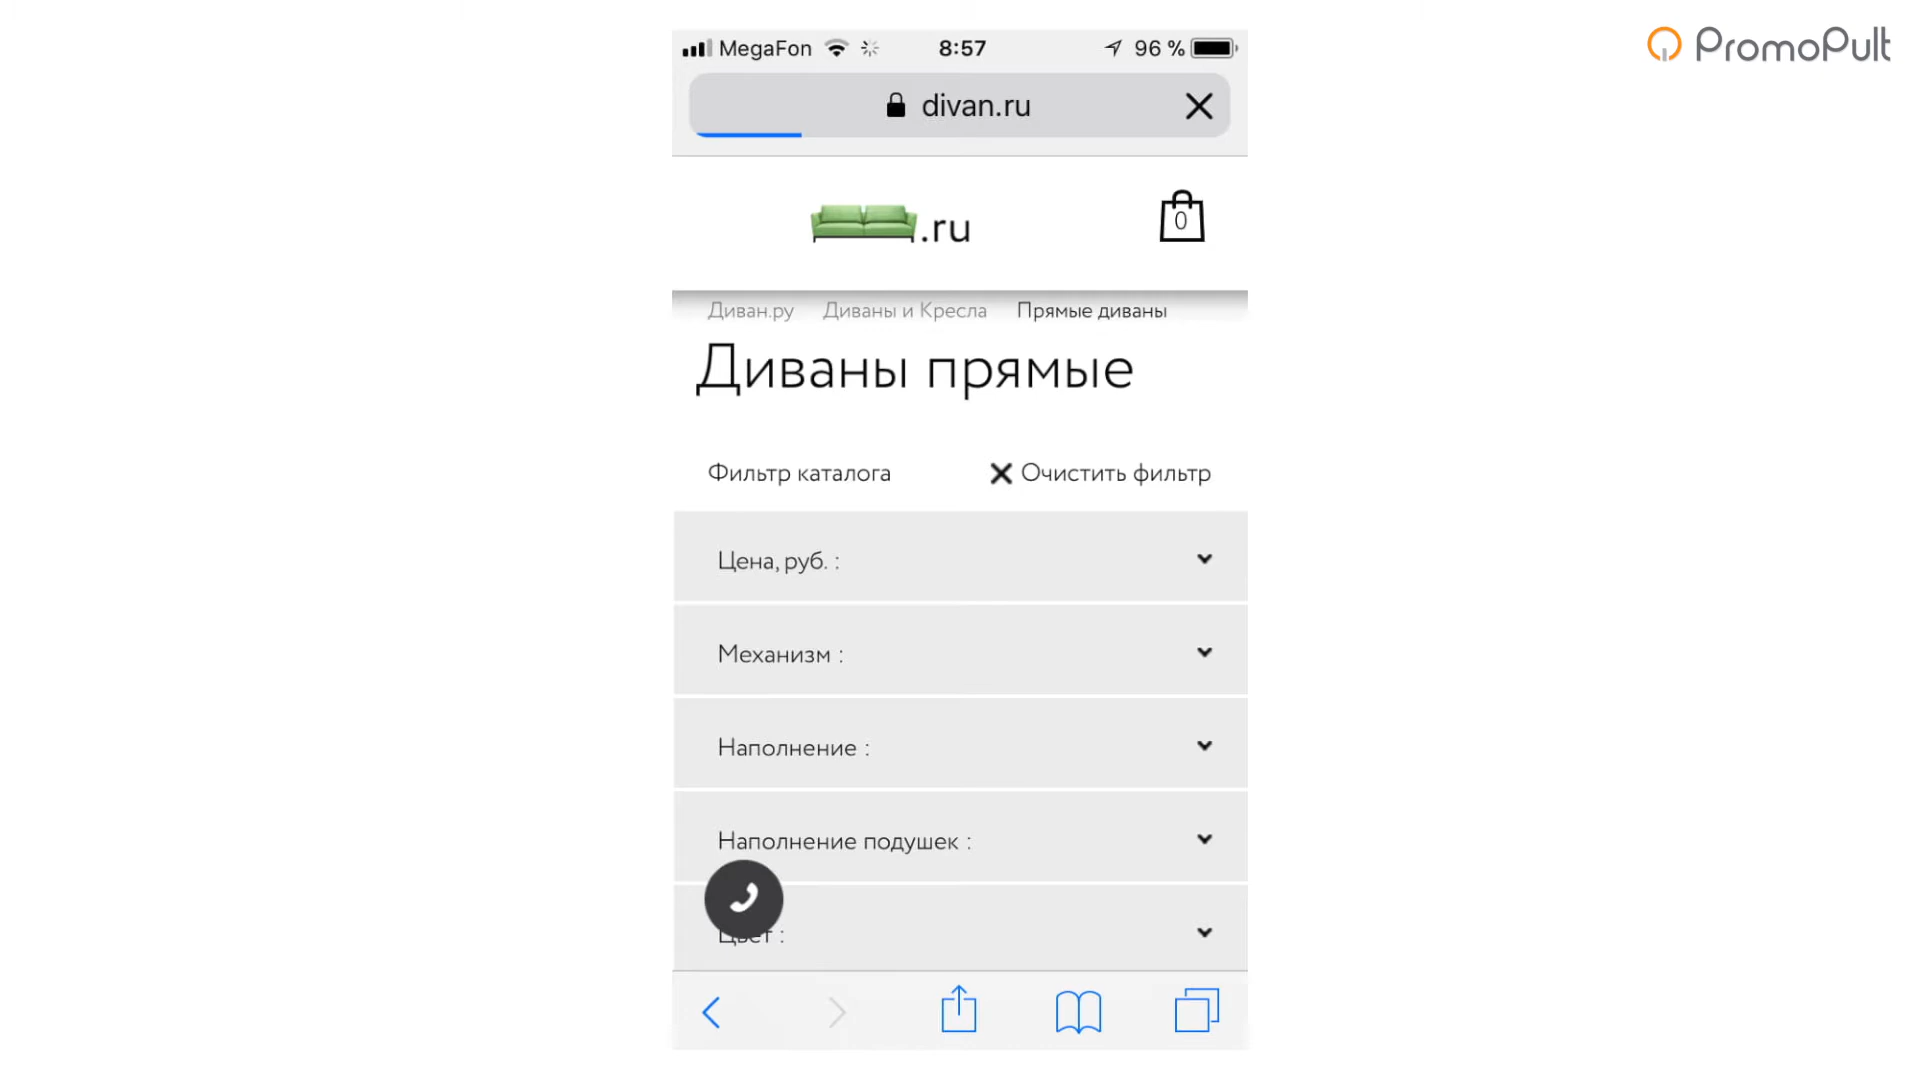 PromoPult
MegaFon 8:57 96 %
divan.ru
.ru 0
Диван.ру Диваны и Кресла Прямые диваны
Диваны прямые
Фильтр каталога Очистить фильтр
Цена, руб. :
Механизм :
Наполнение :
Наполнение подушек :
Цвет :